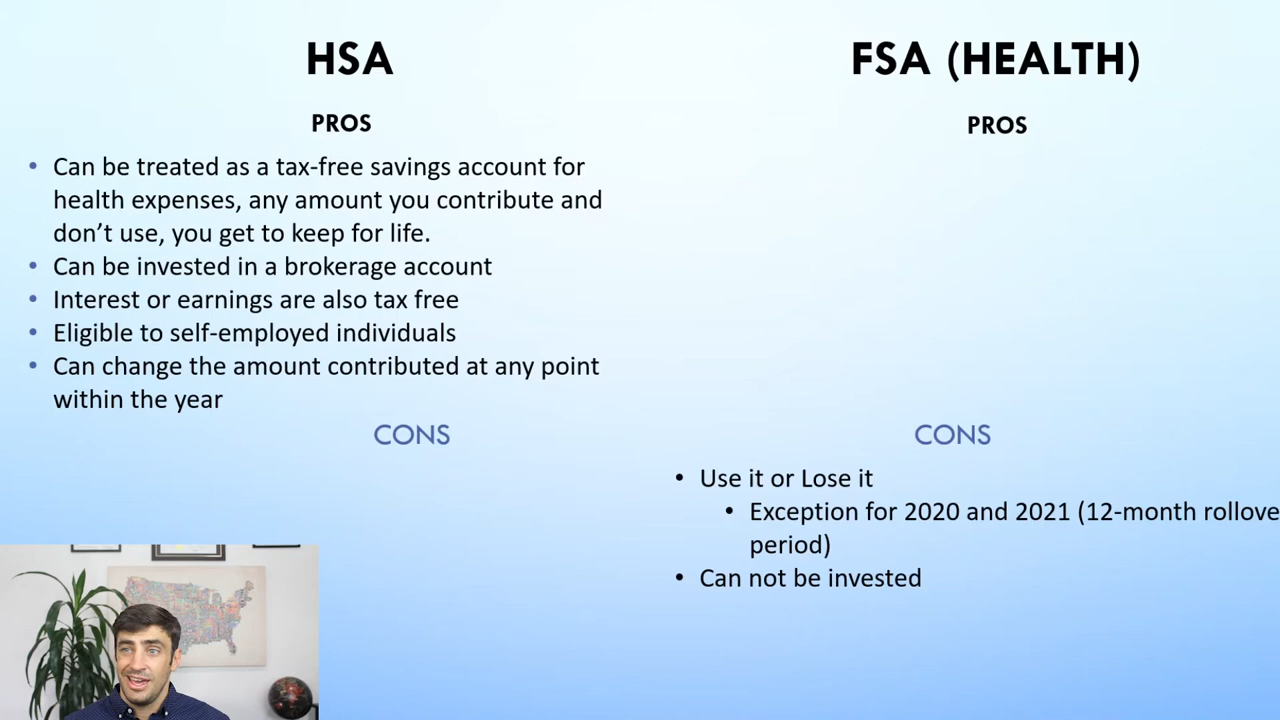 HSA
PROS
• Can be treated as a tax-free savings account for
health expenses, any amount you contribute and
don’t use, you get to keep for life.
• Can be invested in a brokerage account
• Interest or earnings are also tax free
• Eligible to self-employed individuals
• Can change the amount contributed at any point
within the year
CONS
FSA (HEALTH)
PROS
CONS
• Use it or Lose it
• Exception for 2020 and 2021 (12-month rollove
period)
• Can not be invested